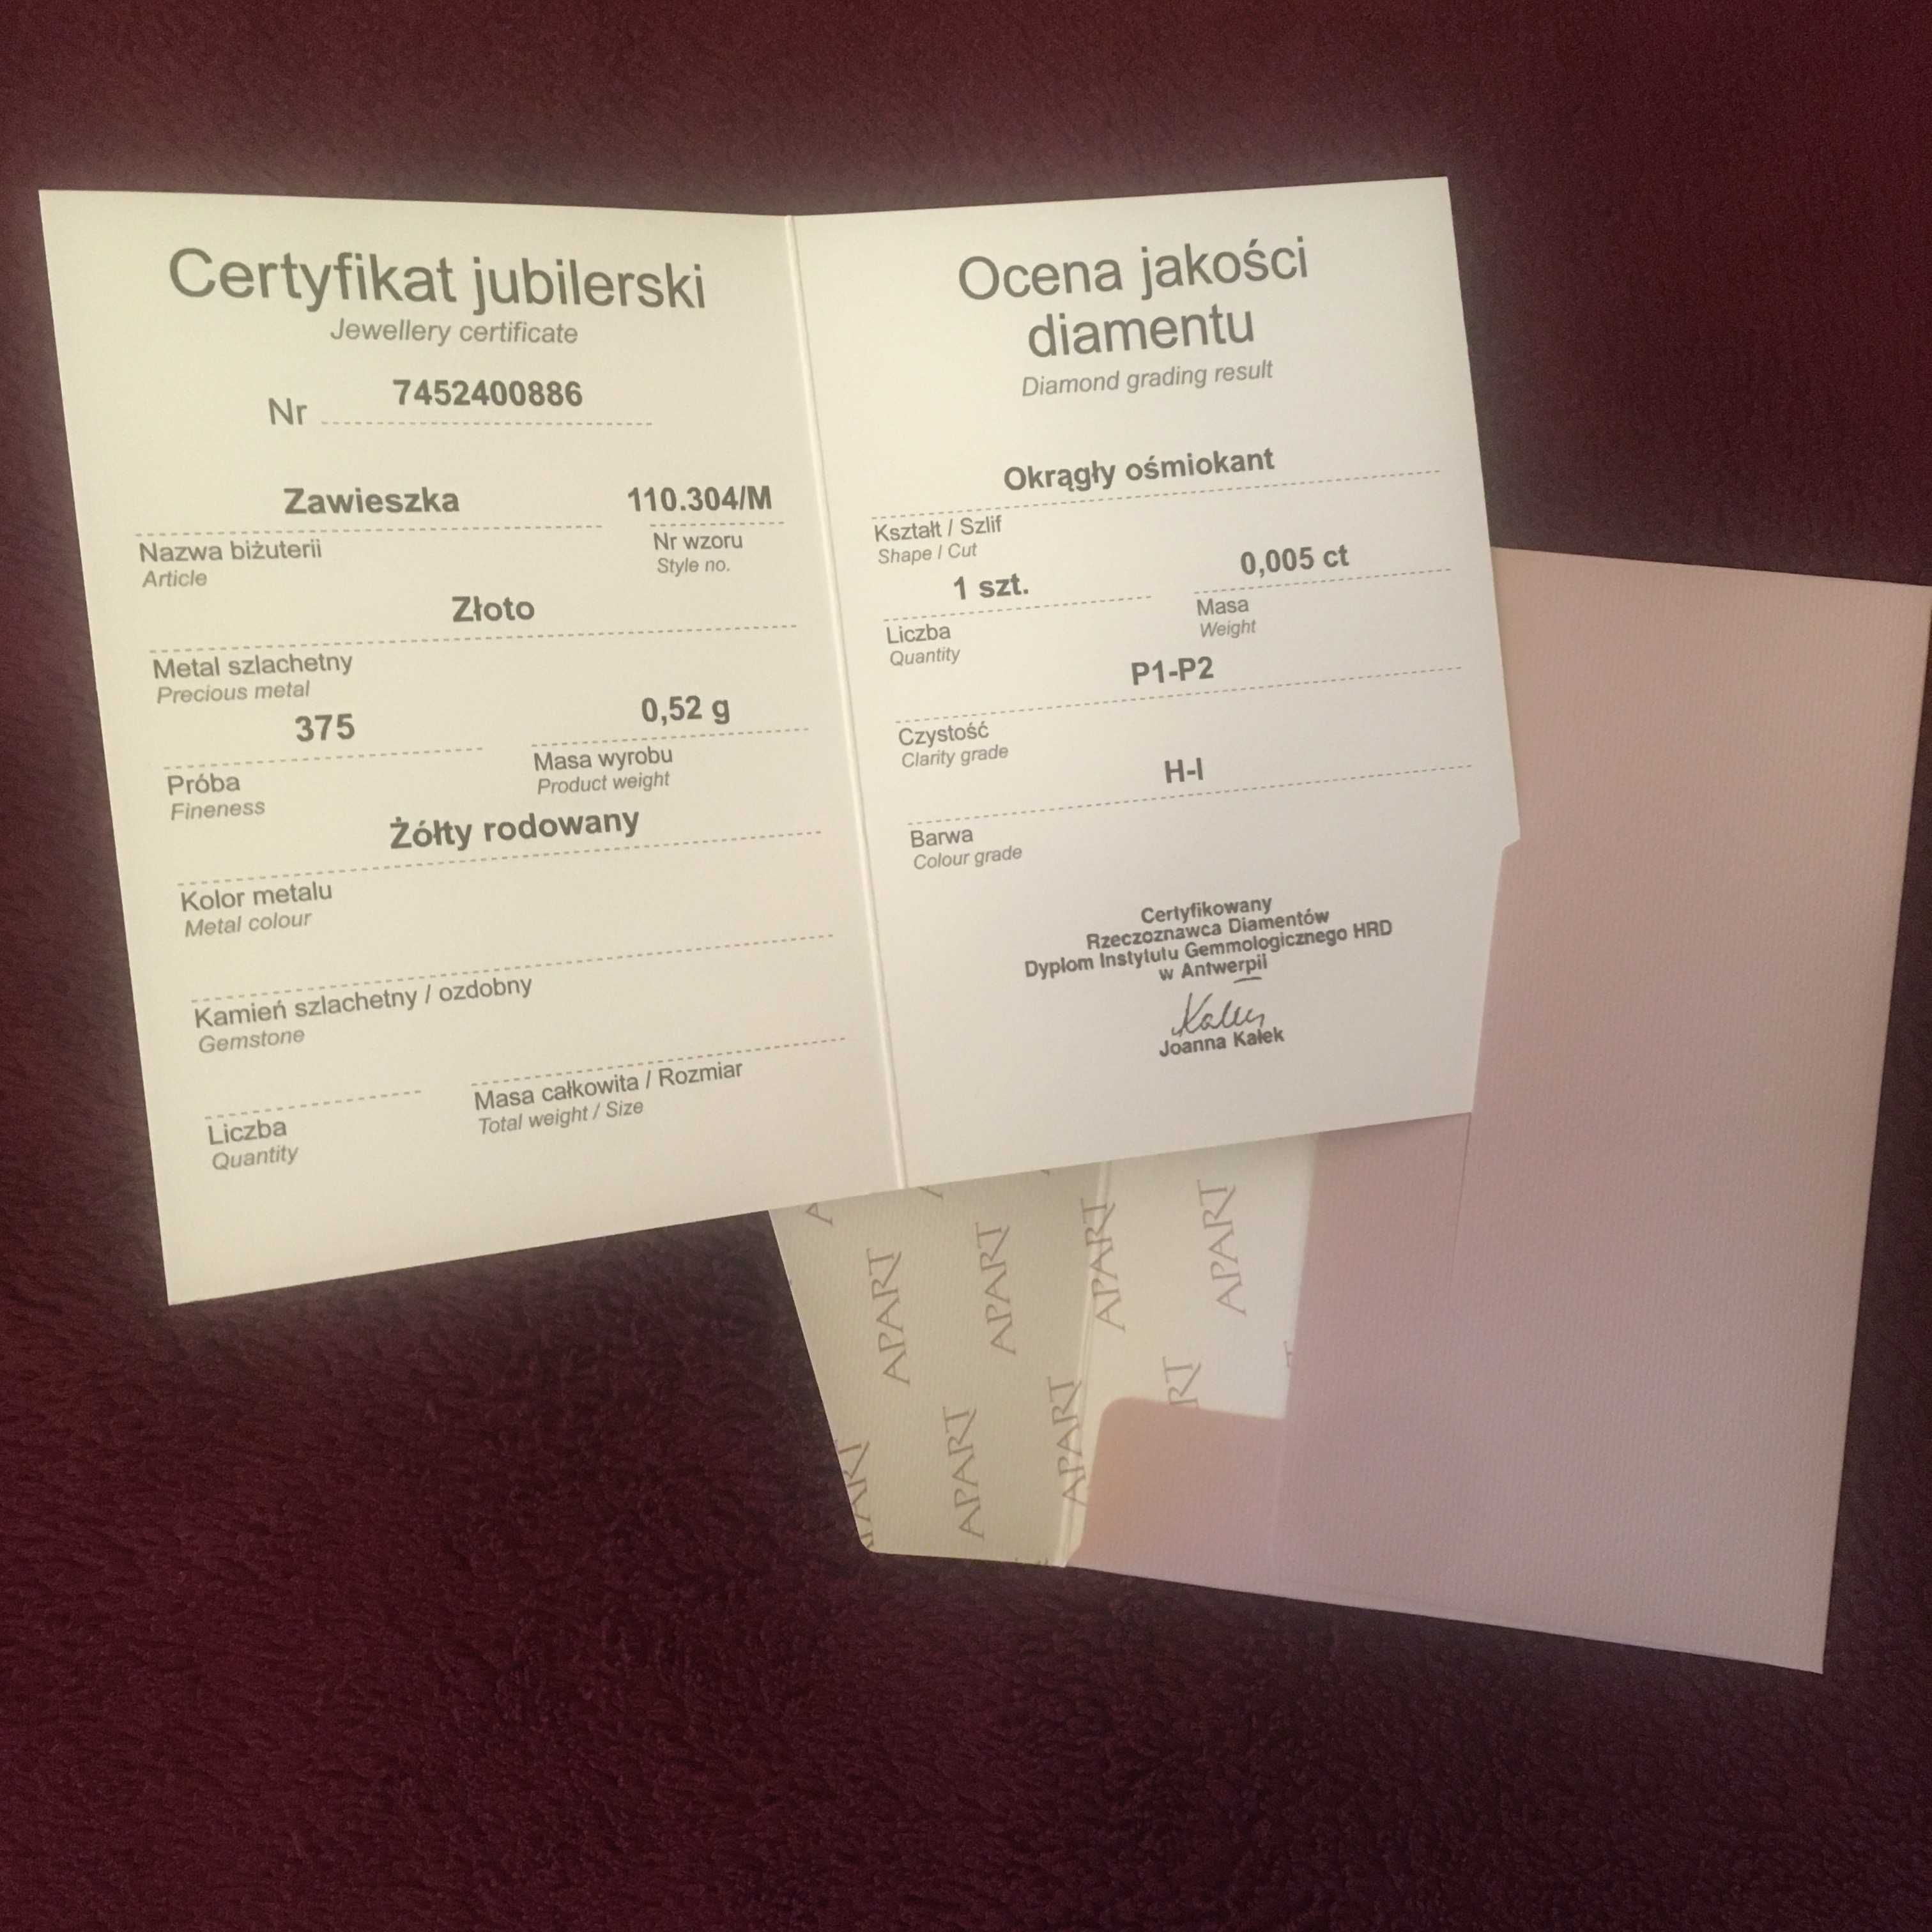 Certyfikat jubilerski
Jewellery certificate
Nr 7452400886
Zawieszka 110.304/M
Nazwa biżuterii Nr wzoru
Article Style no.
Złoto
Metal szlachetny
Precious metal
375 0,52 g
Próba Masa wyrobu
Fineness Product weight
Żółty rodowany
Kolor metalu
Metal colour
Kamień szlachetny / ozdobny
Gemstone
Liczba Masa całkowita / Rozmiar
Quantity Total weight / Size
Ocena jakości
diamentu
Diamond grading result
Okrągły ośmiokant
Kształt / Szlif
Shape / Cut
1 szt. 0,005 ct
Liczba Masa
Quantity Weight
P1-P2
Czystość
Clarity grade
H-I
Barwa
Colour grade
Certyfikowany
Rzeczoznawca Diamentów
Dyplom Instytutu Gemmologicznego HRD
w Antwerpii
Joanna Kałek
APART
APART
APART
APART
APART
APART